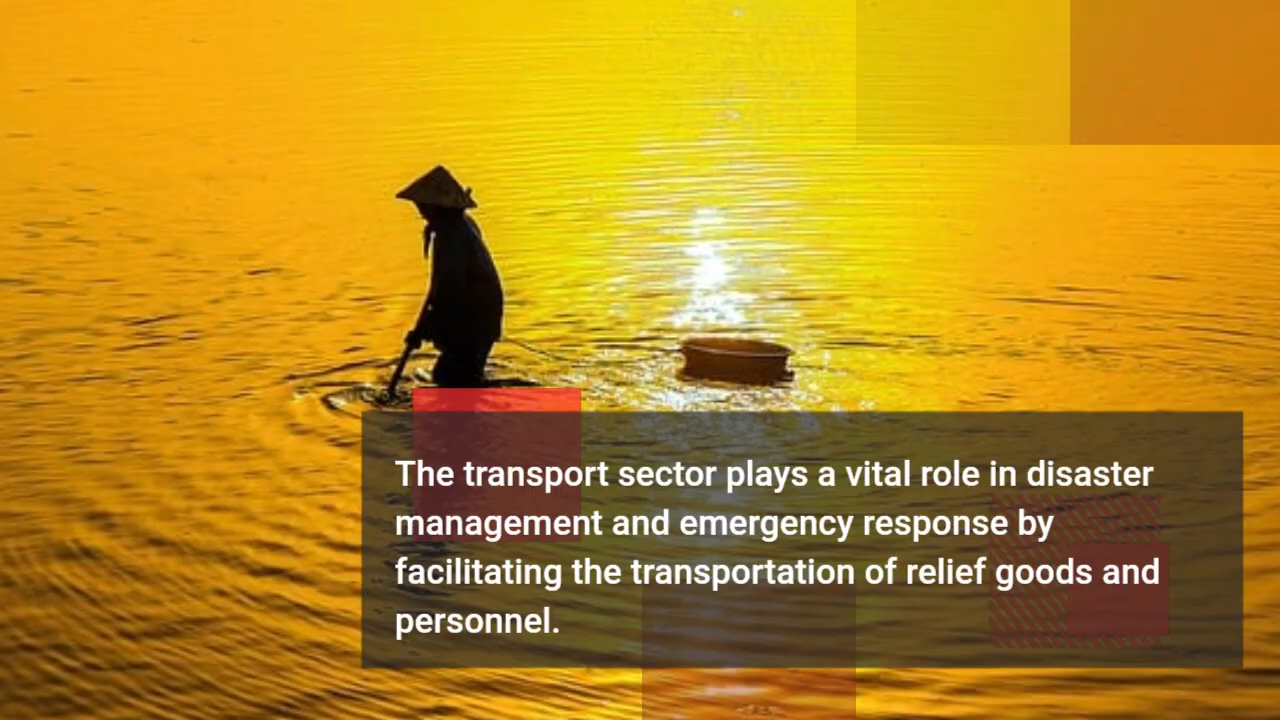 The transport sector plays a vital role in disaster
management and emergency response by
facilitating the transportation of relief goods and
personnel.